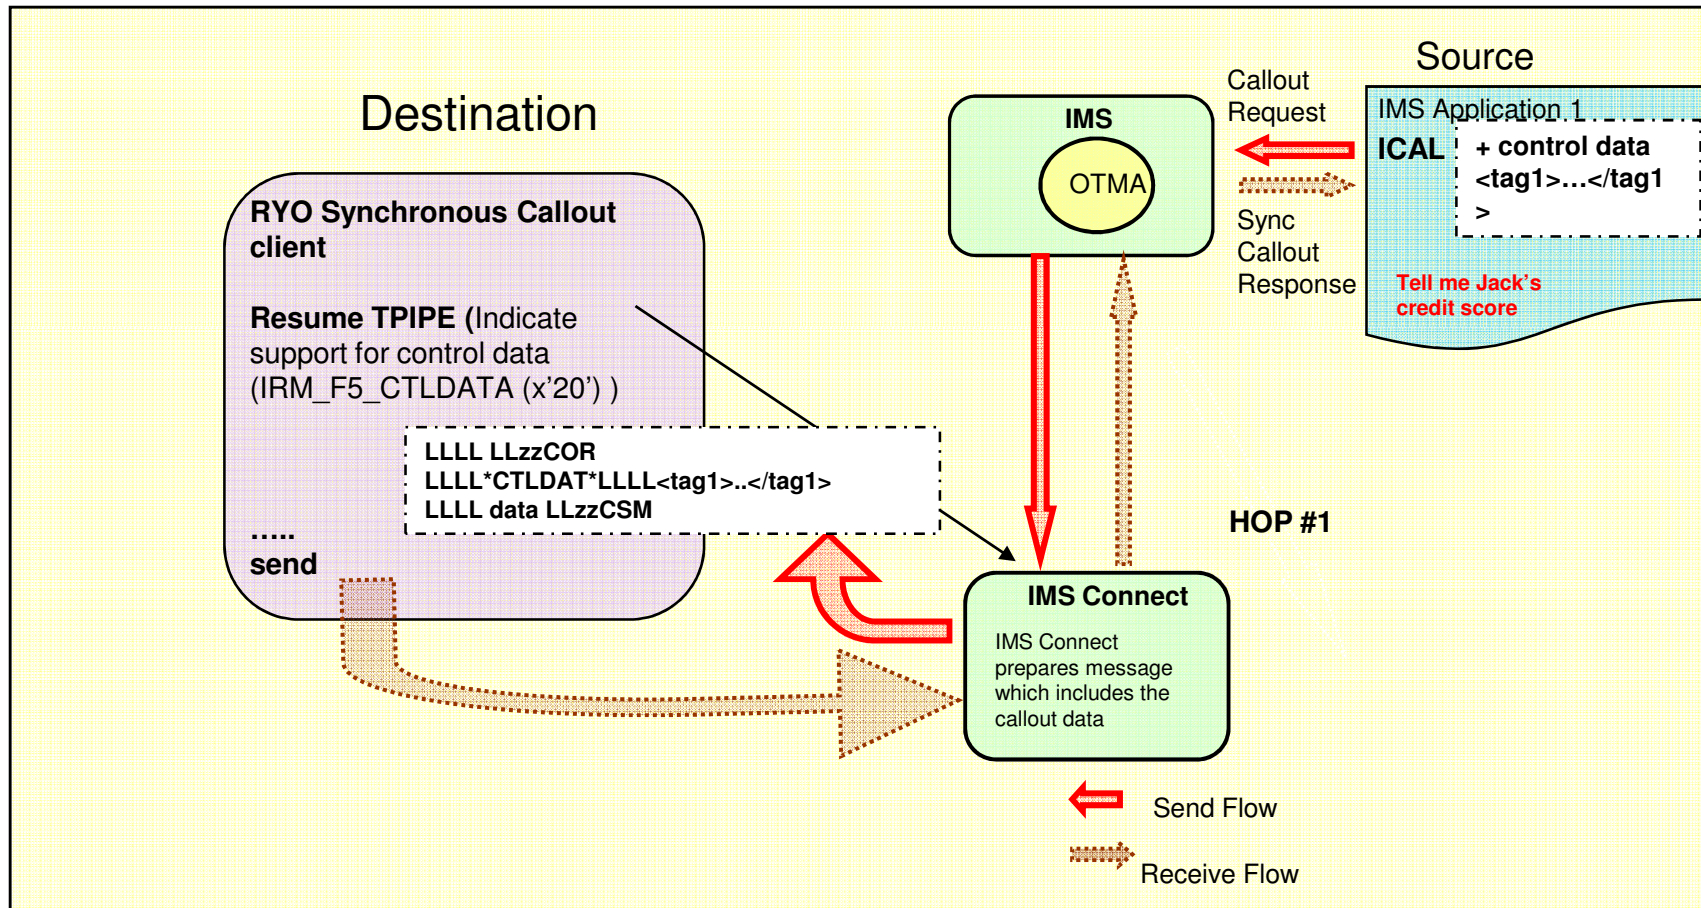 Destination
RYO Synchronous Callout
client
Resume TPIPE (Indicate
support for control data
(IRM_F5_CTLDATA (x'20') )
.....
send
LLLL LLzzCOR
LLLL*CTLDAT*LLLL<tag1>..</tag1>
LLLL data LLzzCSM
IMS
OTMA
Callout
Request
Sync
Callout
Response
Source
IMS Application 1
ICAL
+ control data
<tag1>...</tag1
>
Tell me Jack's
credit score
HOP #1
IMS Connect
IMS Connect
prepares message
which includes the
callout data
Send Flow
Receive Flow